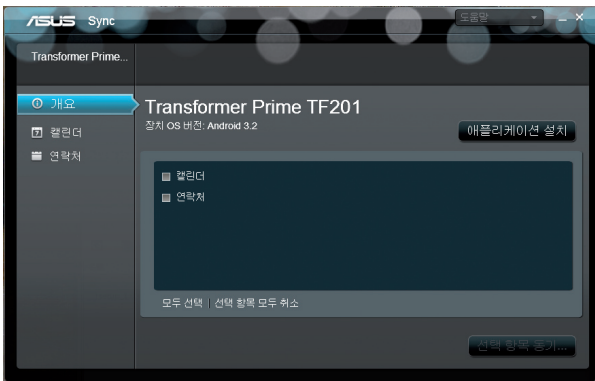 ASUS Sync
도움말
Transformer Prime...
개요
캘린더
연락처
Transformer Prime TF201
장치 OS 버전: Android 3.2
애플리케이션 설치
캘린더
연락처
모두 선택 | 선택 항목 모두 취소
선택 항목 동기...